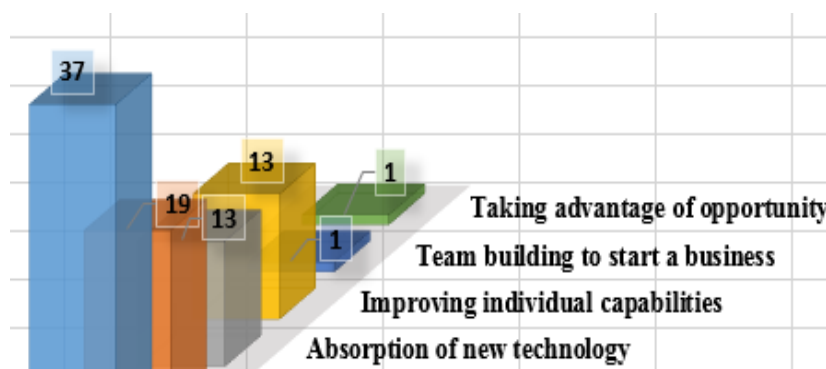 37
13
1
19
13
1
Taking advantage of opportunity
Team building to start a business
Improving individual capabilities
Absorption of new technology